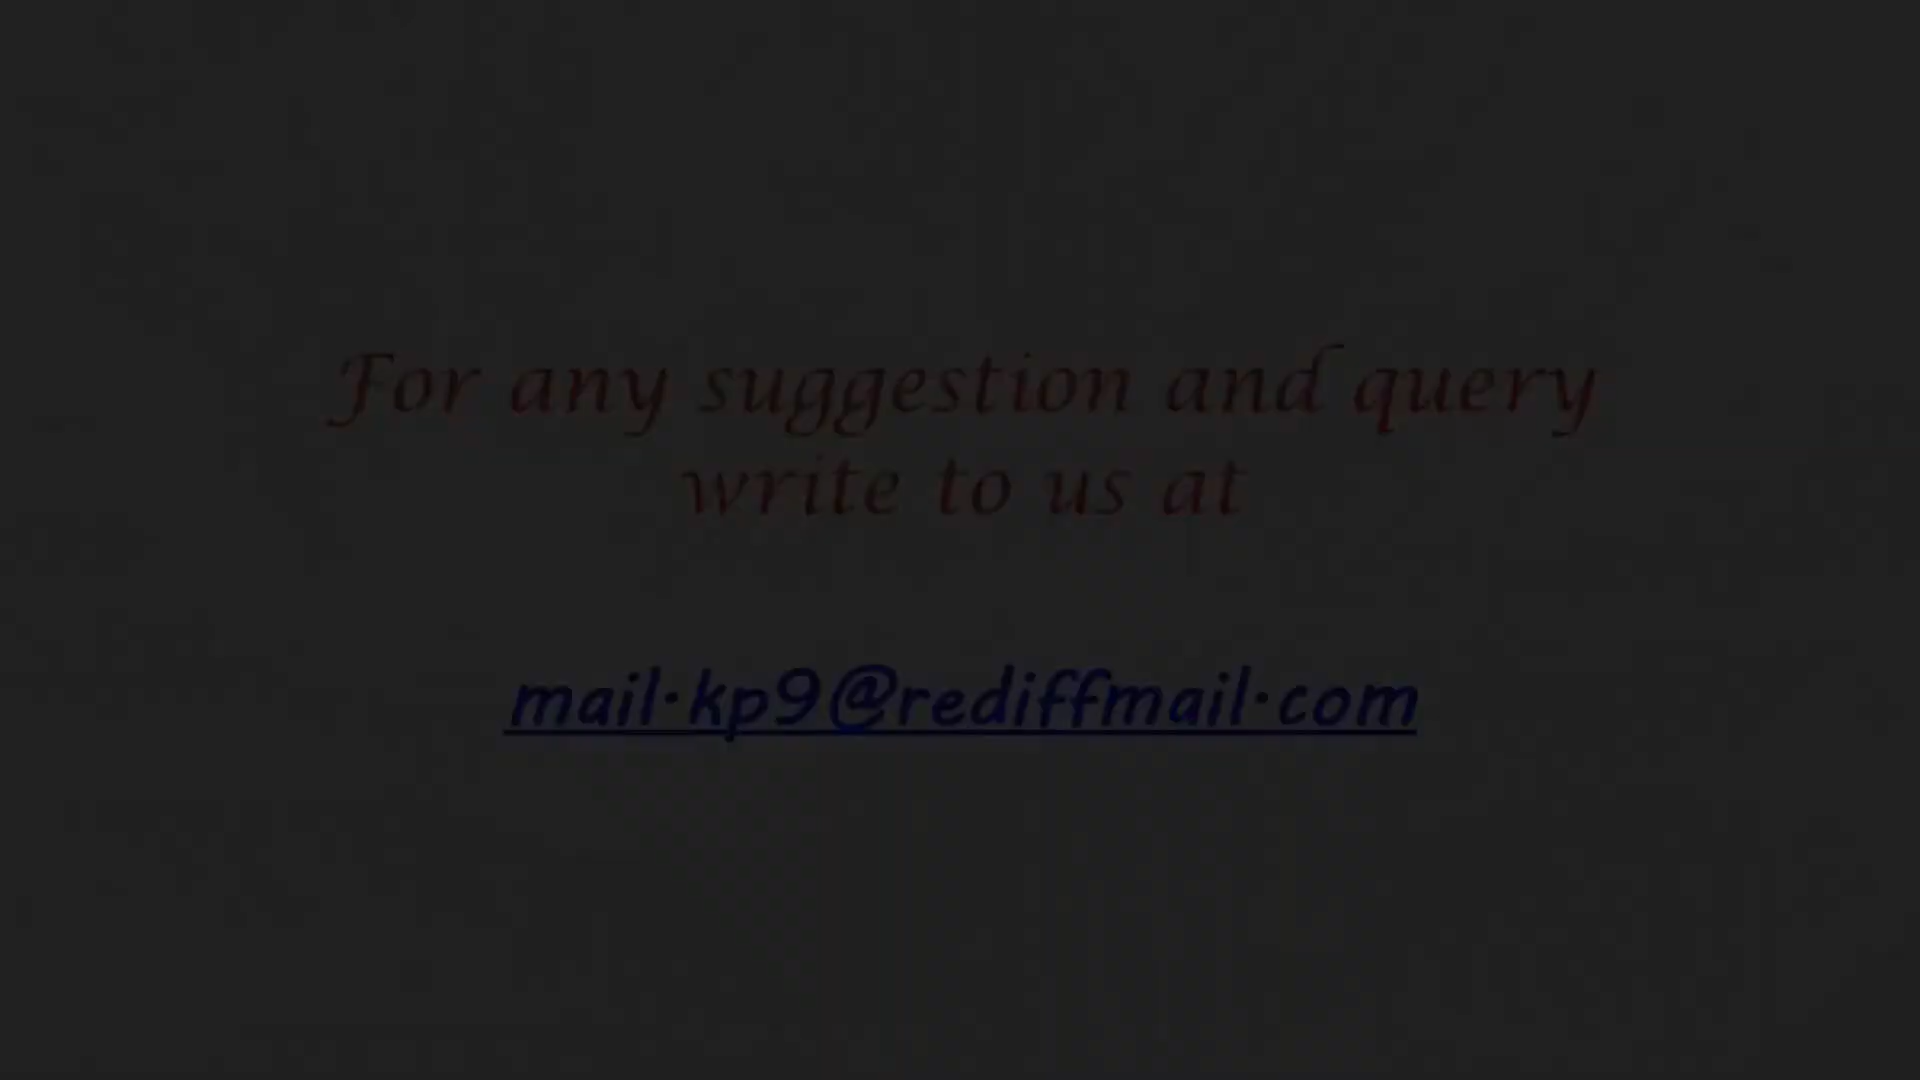 For any suggestion and query
write to us at
mail.kp9@rediffmail.com